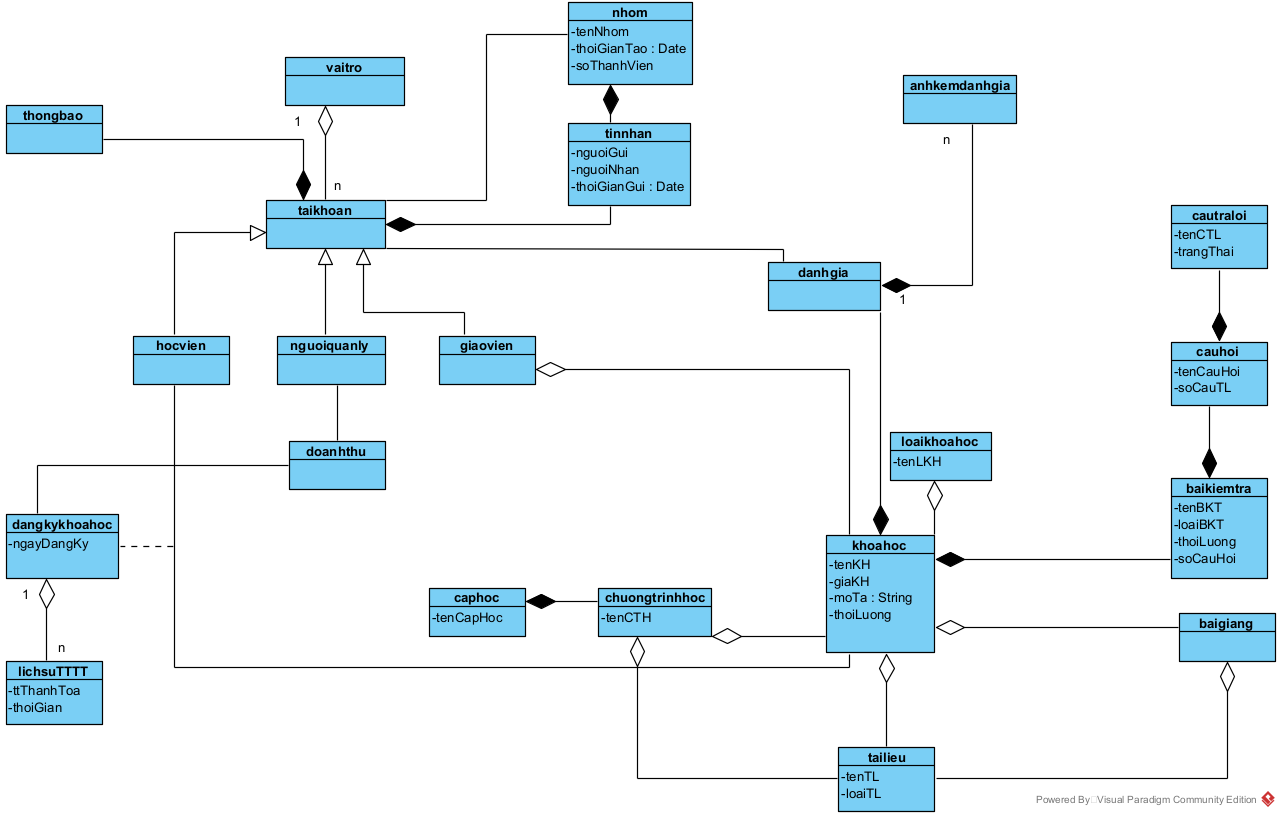 nhom
-tenNhom
-thoiGianTao : Date
-soThanhVien
vaitro
anhkemdanhgia
thongbao
1
n
tinnhan
-nguoiGui
-nguoiNhan
-thoiGianGui : Date
n
taikhoan
cautraloi
-tenCTL
-trangThai
danhgia
1
hocvien
nguoiquanly
giaovien
cauhoi
-tenCauHoi
-soCauTL
doanhthu
loaikhoahoc
-tenLKH
baikiemtra
-tenBKT
-loaiBKT
-thoiLuong
-soCauHoi
dangkykhoahoc
-ngayDangKy
khoahoc
-tenKH
-giaKH
-moTa : String
-thoiLuong
1
n
caphoc
-tenCapHoc
chuongtrinhhoc
-tenCTH
baigiang
lichsuTTTT
-ttThanhToa
-thoiGian
tailieu
-tenTL
-loaiTL
Powered By Visual Paradigm Community Edition